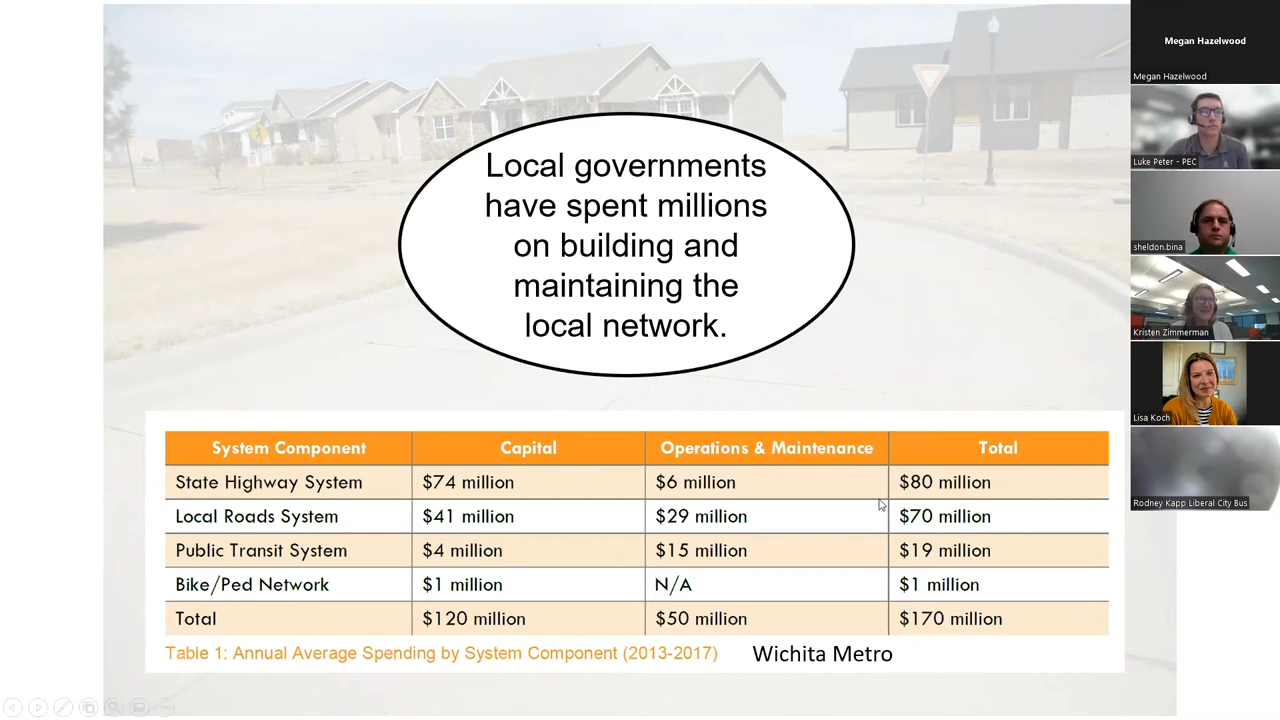 Local governments
have spent millions
on building and
maintaining the
local network.
System Component Capital Operations & Maintenance Total
State Highway System $74 million $6 million $80 million
Local Roads System $41 million $29 million $70 million
Public Transit System $4 million $15 million $19 million
Bike/Ped Network $1 million N/A $1 million
Total $120 million $50 million $170 million
Table 1: Annual Average Spending by System Component (2013-2017) Wichita Metro
Megan Hazelwood
Megan Hazelwood
Luke Peter - PEC
sheldon.bina
Kristen Zimmerman
Lisa Koch
Rodney Kapp Liberal City Bus